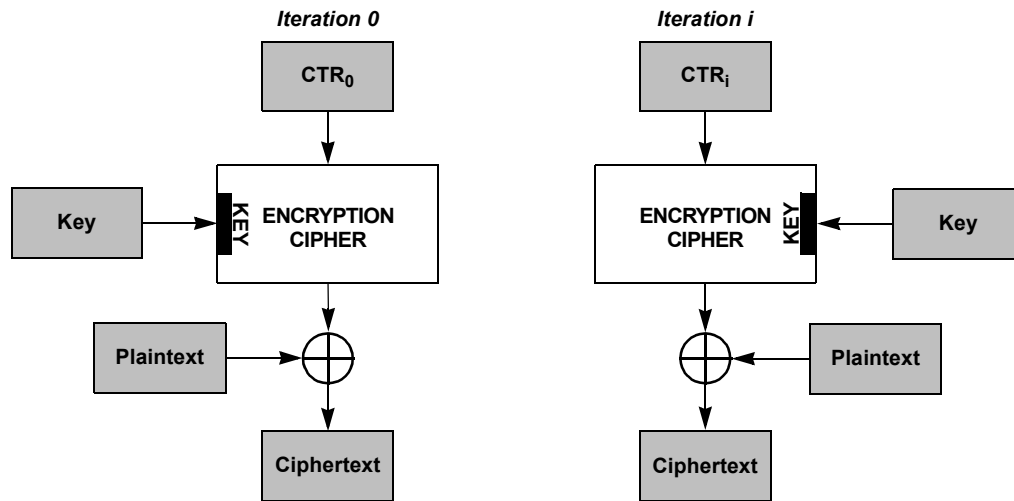 Iteration 0
CTR0
Key
KEY
ENCRYPTION
CIPHER
Plaintext
Ciphertext
Iteration i
CTRi
ENCRYPTION
CIPHER
KEY
Key
Plaintext
Ciphertext